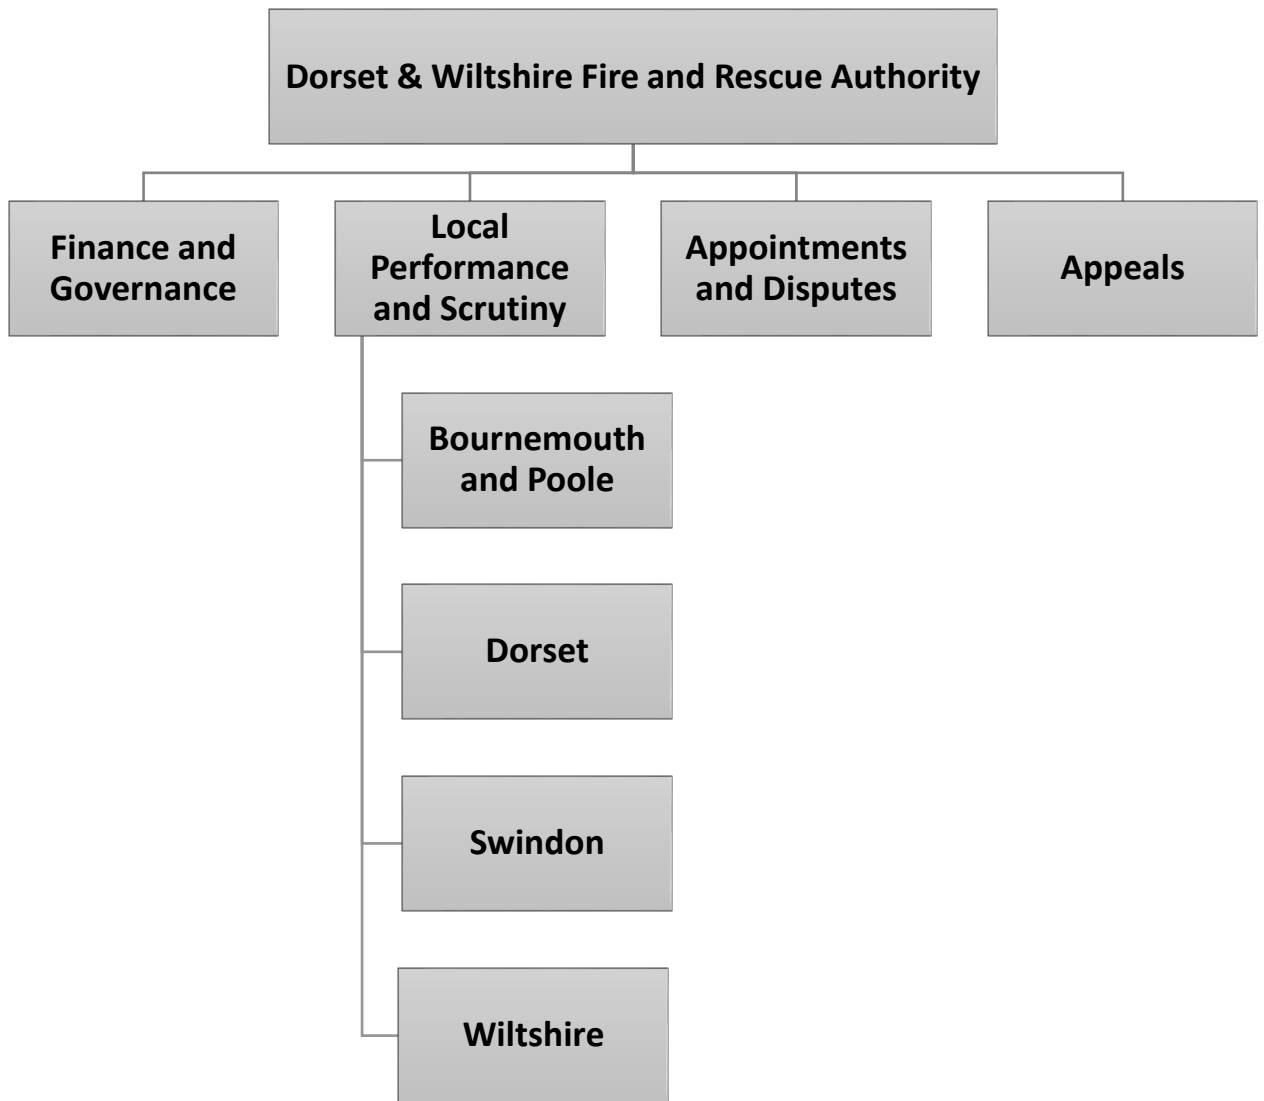 Dorset & Wiltshire Fire and Rescue Authority
Finance and
Governance
Local
Performance
and Scrutiny
Appointments
and Disputes
Appeals
Bournemouth
and Poole
Dorset
Swindon
Wiltshire